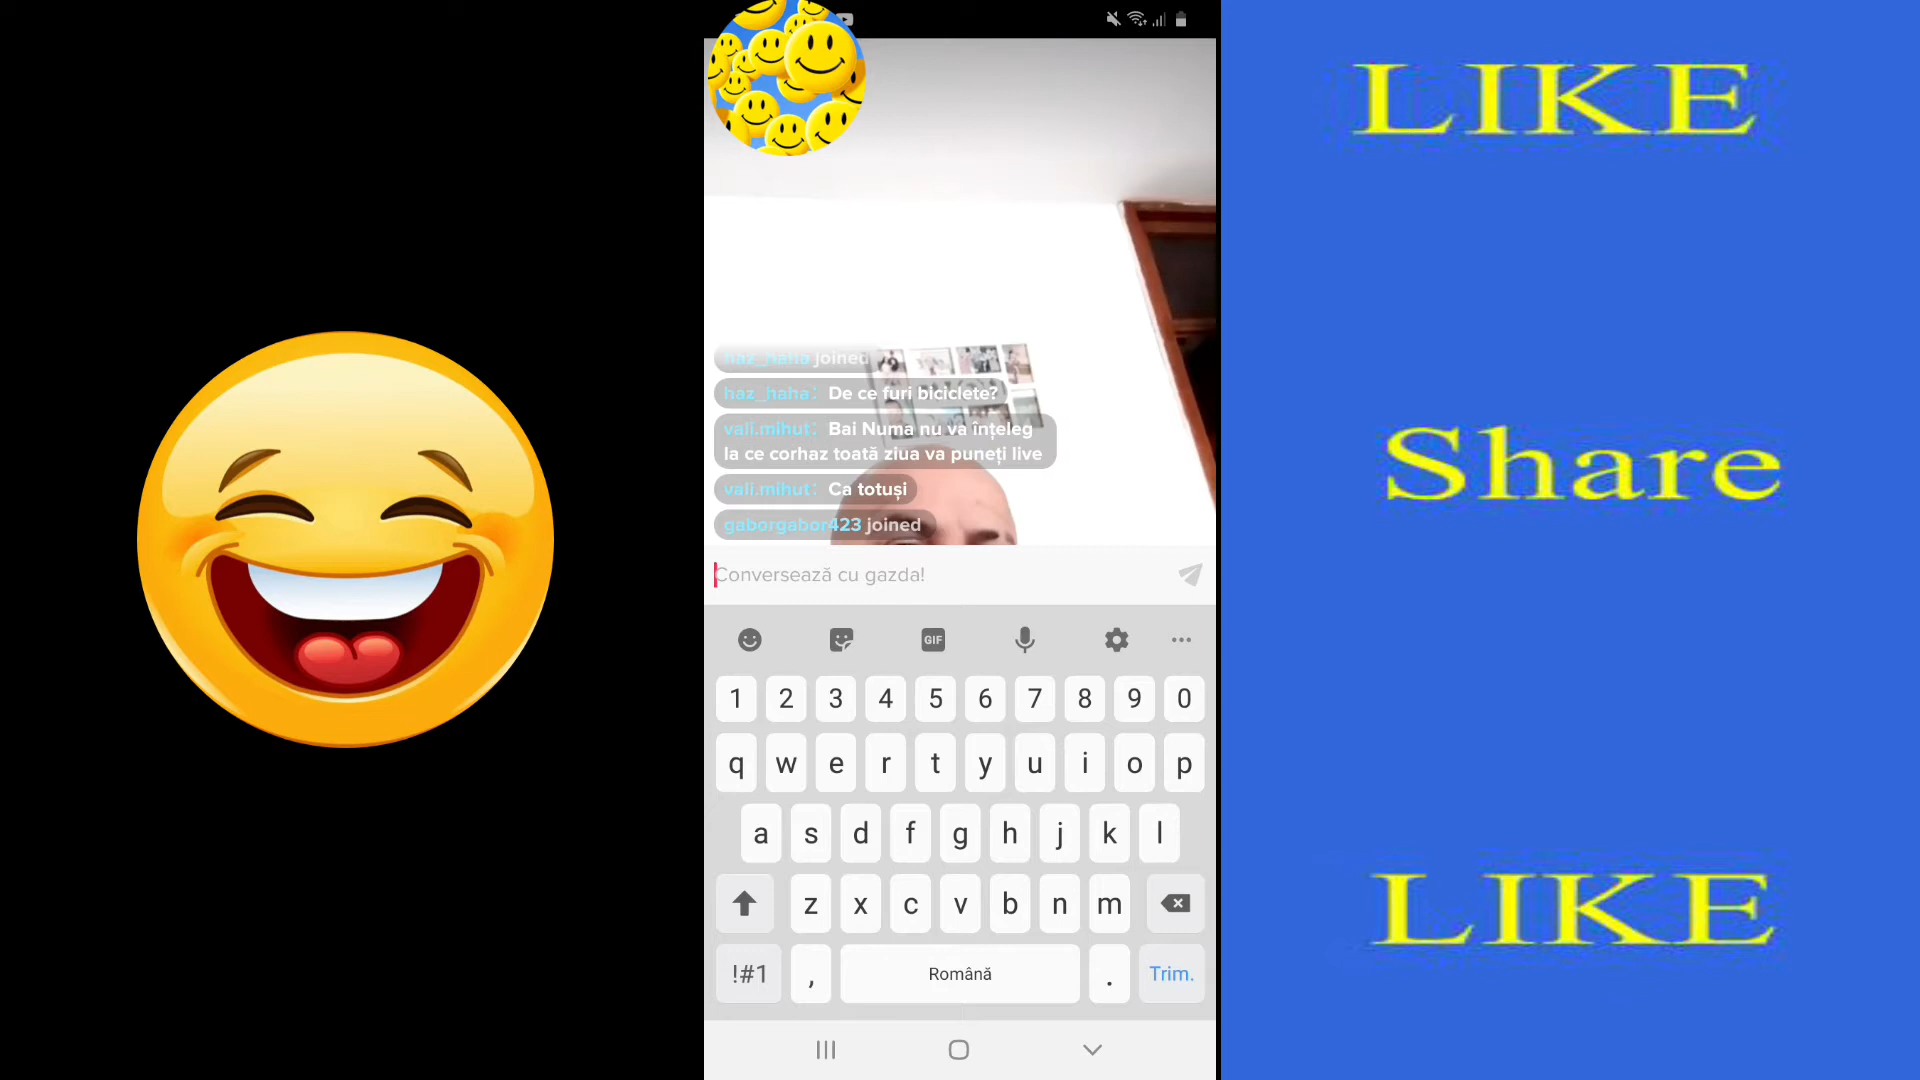 haz_haha joined
haz_haha: De ce furi biciclete?
vali.mihut: Bai Numa nu va înțeleg
la ce corhaz toată ziua va puneți live
vali.mihut: Ca totuși
gaborgabor423 joined
Conversează cu gazda!
GIF
1 2 3 4 5 6 7 8 9 0
q w e r t y u i o p
a s d f g h j k l
z x c v b n m
!#1 , Română . Trim.
LIKE
Share
LIKE